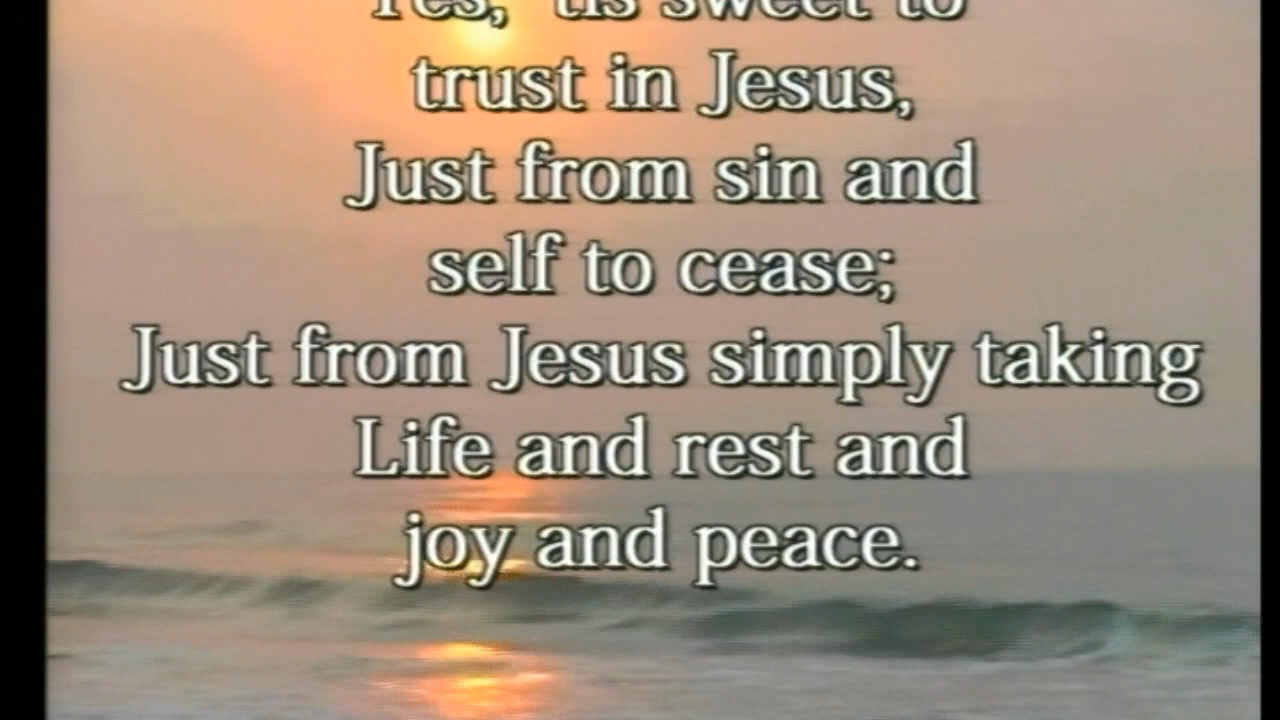 Yes, 'tis sweet to
trust in Jesus,
Just from sin and
self to cease;
Just from Jesus simply taking
Life and rest and
joy and peace.